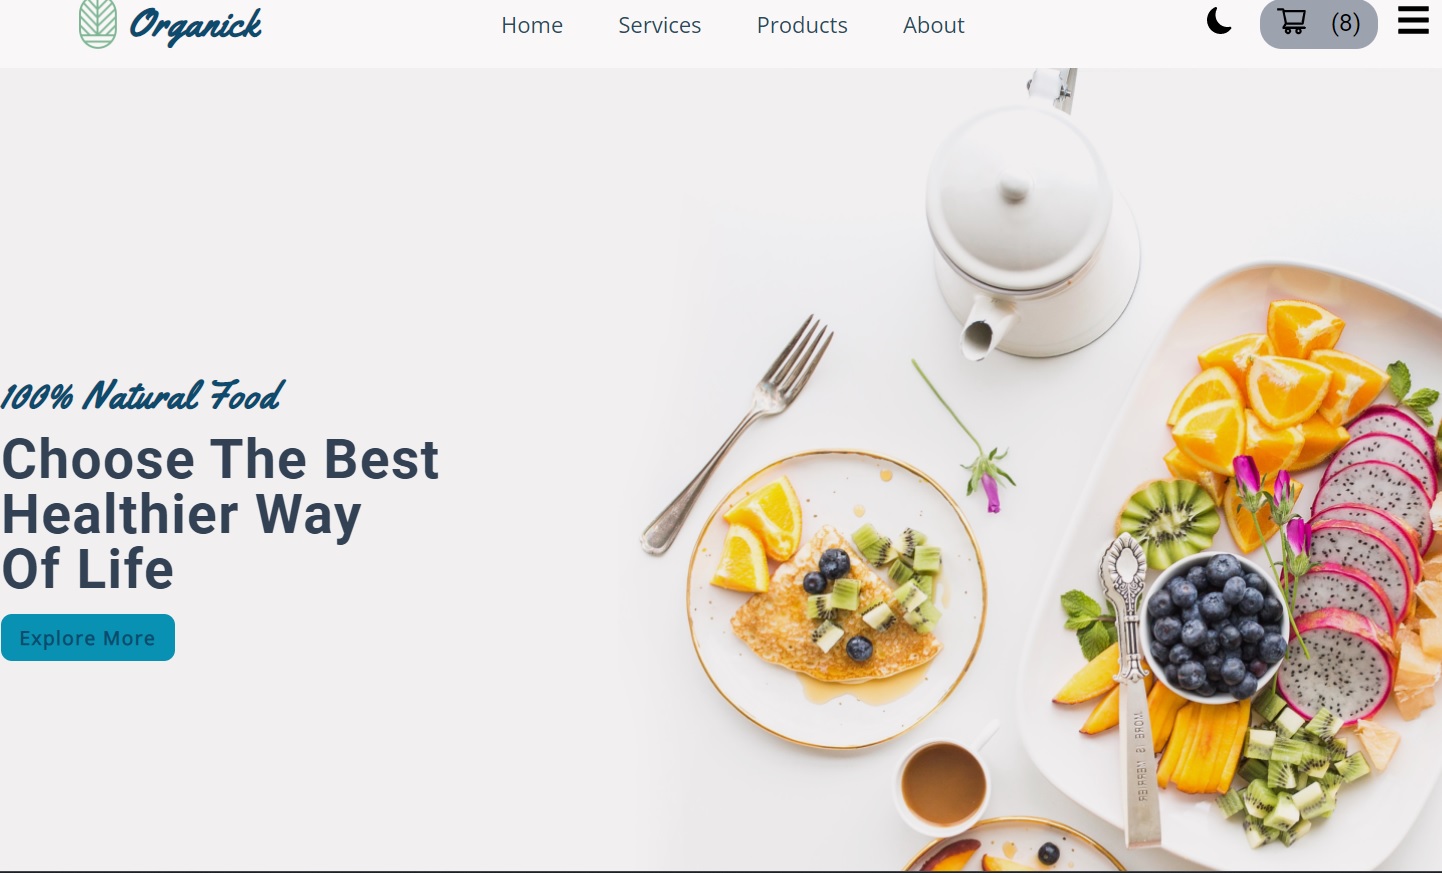 Organick
Home
Services
Products
About
(8)
100% Natural Food
Choose The Best
Healthier Way
Of Life
Explore More